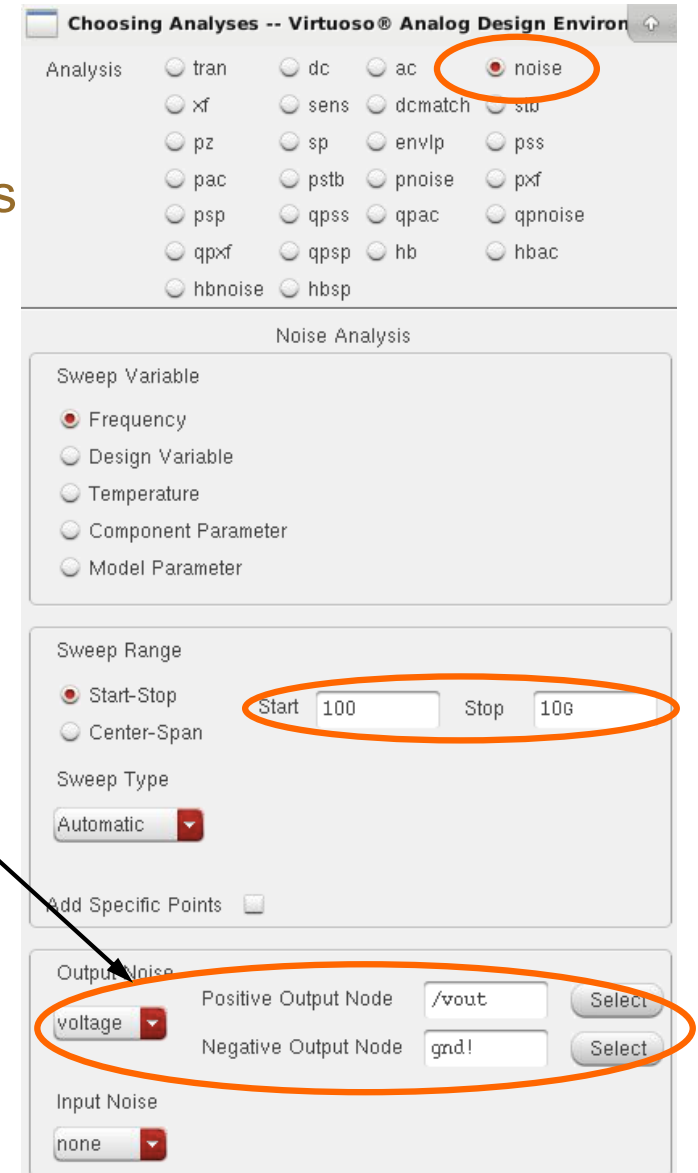 Choosing Analyses -- Virtuoso® Analog Design Environ
Analysis tran dc ac noise
xf sens dcmatch stb
pz sp envlp pss
pac pstb pnoise pxf
s
psp qpss qpac qpnoise
qpxf qpsp hb hbac
hbnoise hbsp
Noise Analysis
Sweep Variable
Frequency
Design Variable
Temperature
Component Parameter
Model Parameter
Sweep Range
Start-Stop
Start 100 Stop 10G
Center-Span
Sweep Type
Automatic
Add Specific Points
Output Noise
Positive Output Node /vout Select
voltage
Negative Output Node gnd! Select
Input Noise
none